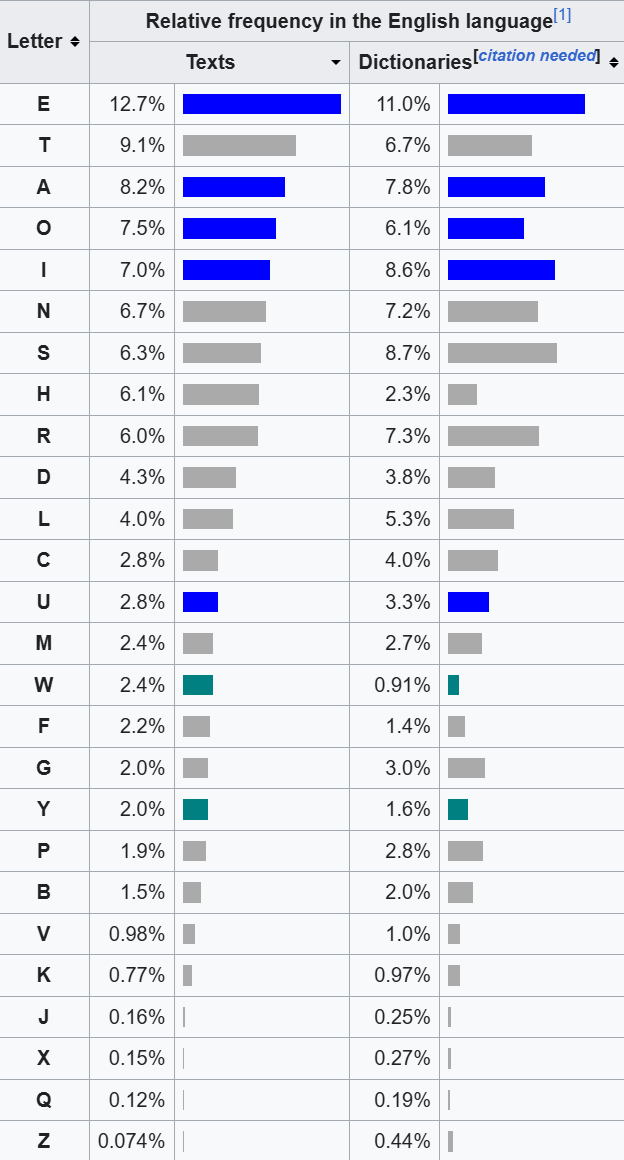 Relative frequency in the English language[1]
Letter
Texts Dictionaries[citation needed]
E 12.7% 11.0%
T 9.1% 6.7%
A 8.2% 7.8%
O 7.5% 6.1%
I 7.0% 8.6%
N 6.7% 7.2%
S 6.3% 8.7%
H 6.1% 2.3%
R 6.0% 7.3%
D 4.3% 3.8%
L 4.0% 5.3%
C 2.8% 4.0%
U 2.8% 3.3%
M 2.4% 2.7%
W 2.4% 0.91%
F 2.2% 1.4%
G 2.0% 3.0%
Y 2.0% 1.6%
P 1.9% 2.8%
B 1.5% 2.0%
V 0.98% 1.0%
K 0.77% 0.97%
J 0.16% 0.25%
X 0.15% 0.27%
Q 0.12% 0.19%
Z 0.074% 0.44%